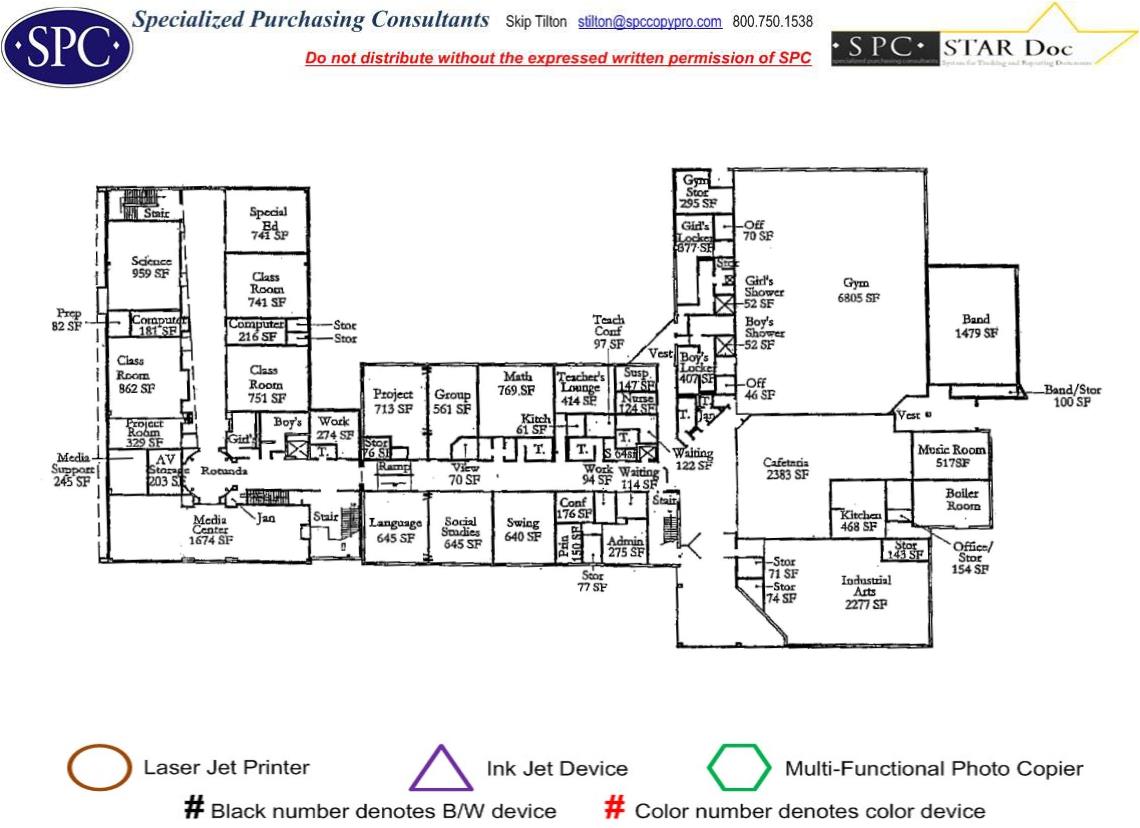 SPC
Specialized Purchasing Consultants Skip Tilton stilton@spccopypro.com 800.750.1538
Do not distribute without the expressed written permission of SPC
SPC
specialized purchasing consultants
STAR Doc
System for Tracking and Reporting Documents
Stair
Special
Ed
741 SF
Science
959 SF
Class
Room
741 SF
Prep
82 SF
Computer
181 SF
Computer
216 SF
Stor
Stor
Class
Room
862 SF
Class
Room
751 SF
Project
Room
329 SF
Girl's
Boy's
Work
274 SF
T.
Media
Support
245 SF
AV
Storage
203 SF
Rotunda
Jan
Media
Center
1674 SF
Stair
Project
713 SF
Stor
76 SF
Ramp
Group
561 SF
View
70 SF
Math
769 SF
Kitch
61 SF
T.
Teacher's
Lounge
414 SF
T.
Teach
Conf
97 SF
Susp
147 SF
Nurse
124 SF
T.
S 64sf
Waiting
122 SF
Work
94 SF
Waiting
114 SF
Stair
Language
645 SF
Social
Studies
645 SF
Swing
640 SF
Conf
176 SF
Prin
150 SF
Admin
275 SF
Stor
77 SF
Gym
Stor
295 SF
Girl's
Locker
877 SF
Off
70 SF
Stor
Girl's
Shower
52 SF
Boy's
Shower
52 SF
Vest
Boy's
Locker
407 SF
Off
46 SF
T.
T.
Jan
Gym
6805 SF
Band
1479 SF
Band/Stor
100 SF
Vest
Cafeteria
2383 SF
Music Room
517SF
Boiler
Room
Kitchen
468 SF
Office/
Stor
154 SF
Stor
143 SF
Stor
71 SF
Stor
74 SF
Industrial
Arts
2277 SF
Laser Jet Printer
Ink Jet Device
Multi-Functional Photo Copier
# Black number denotes B/W device
# Color number denotes color device